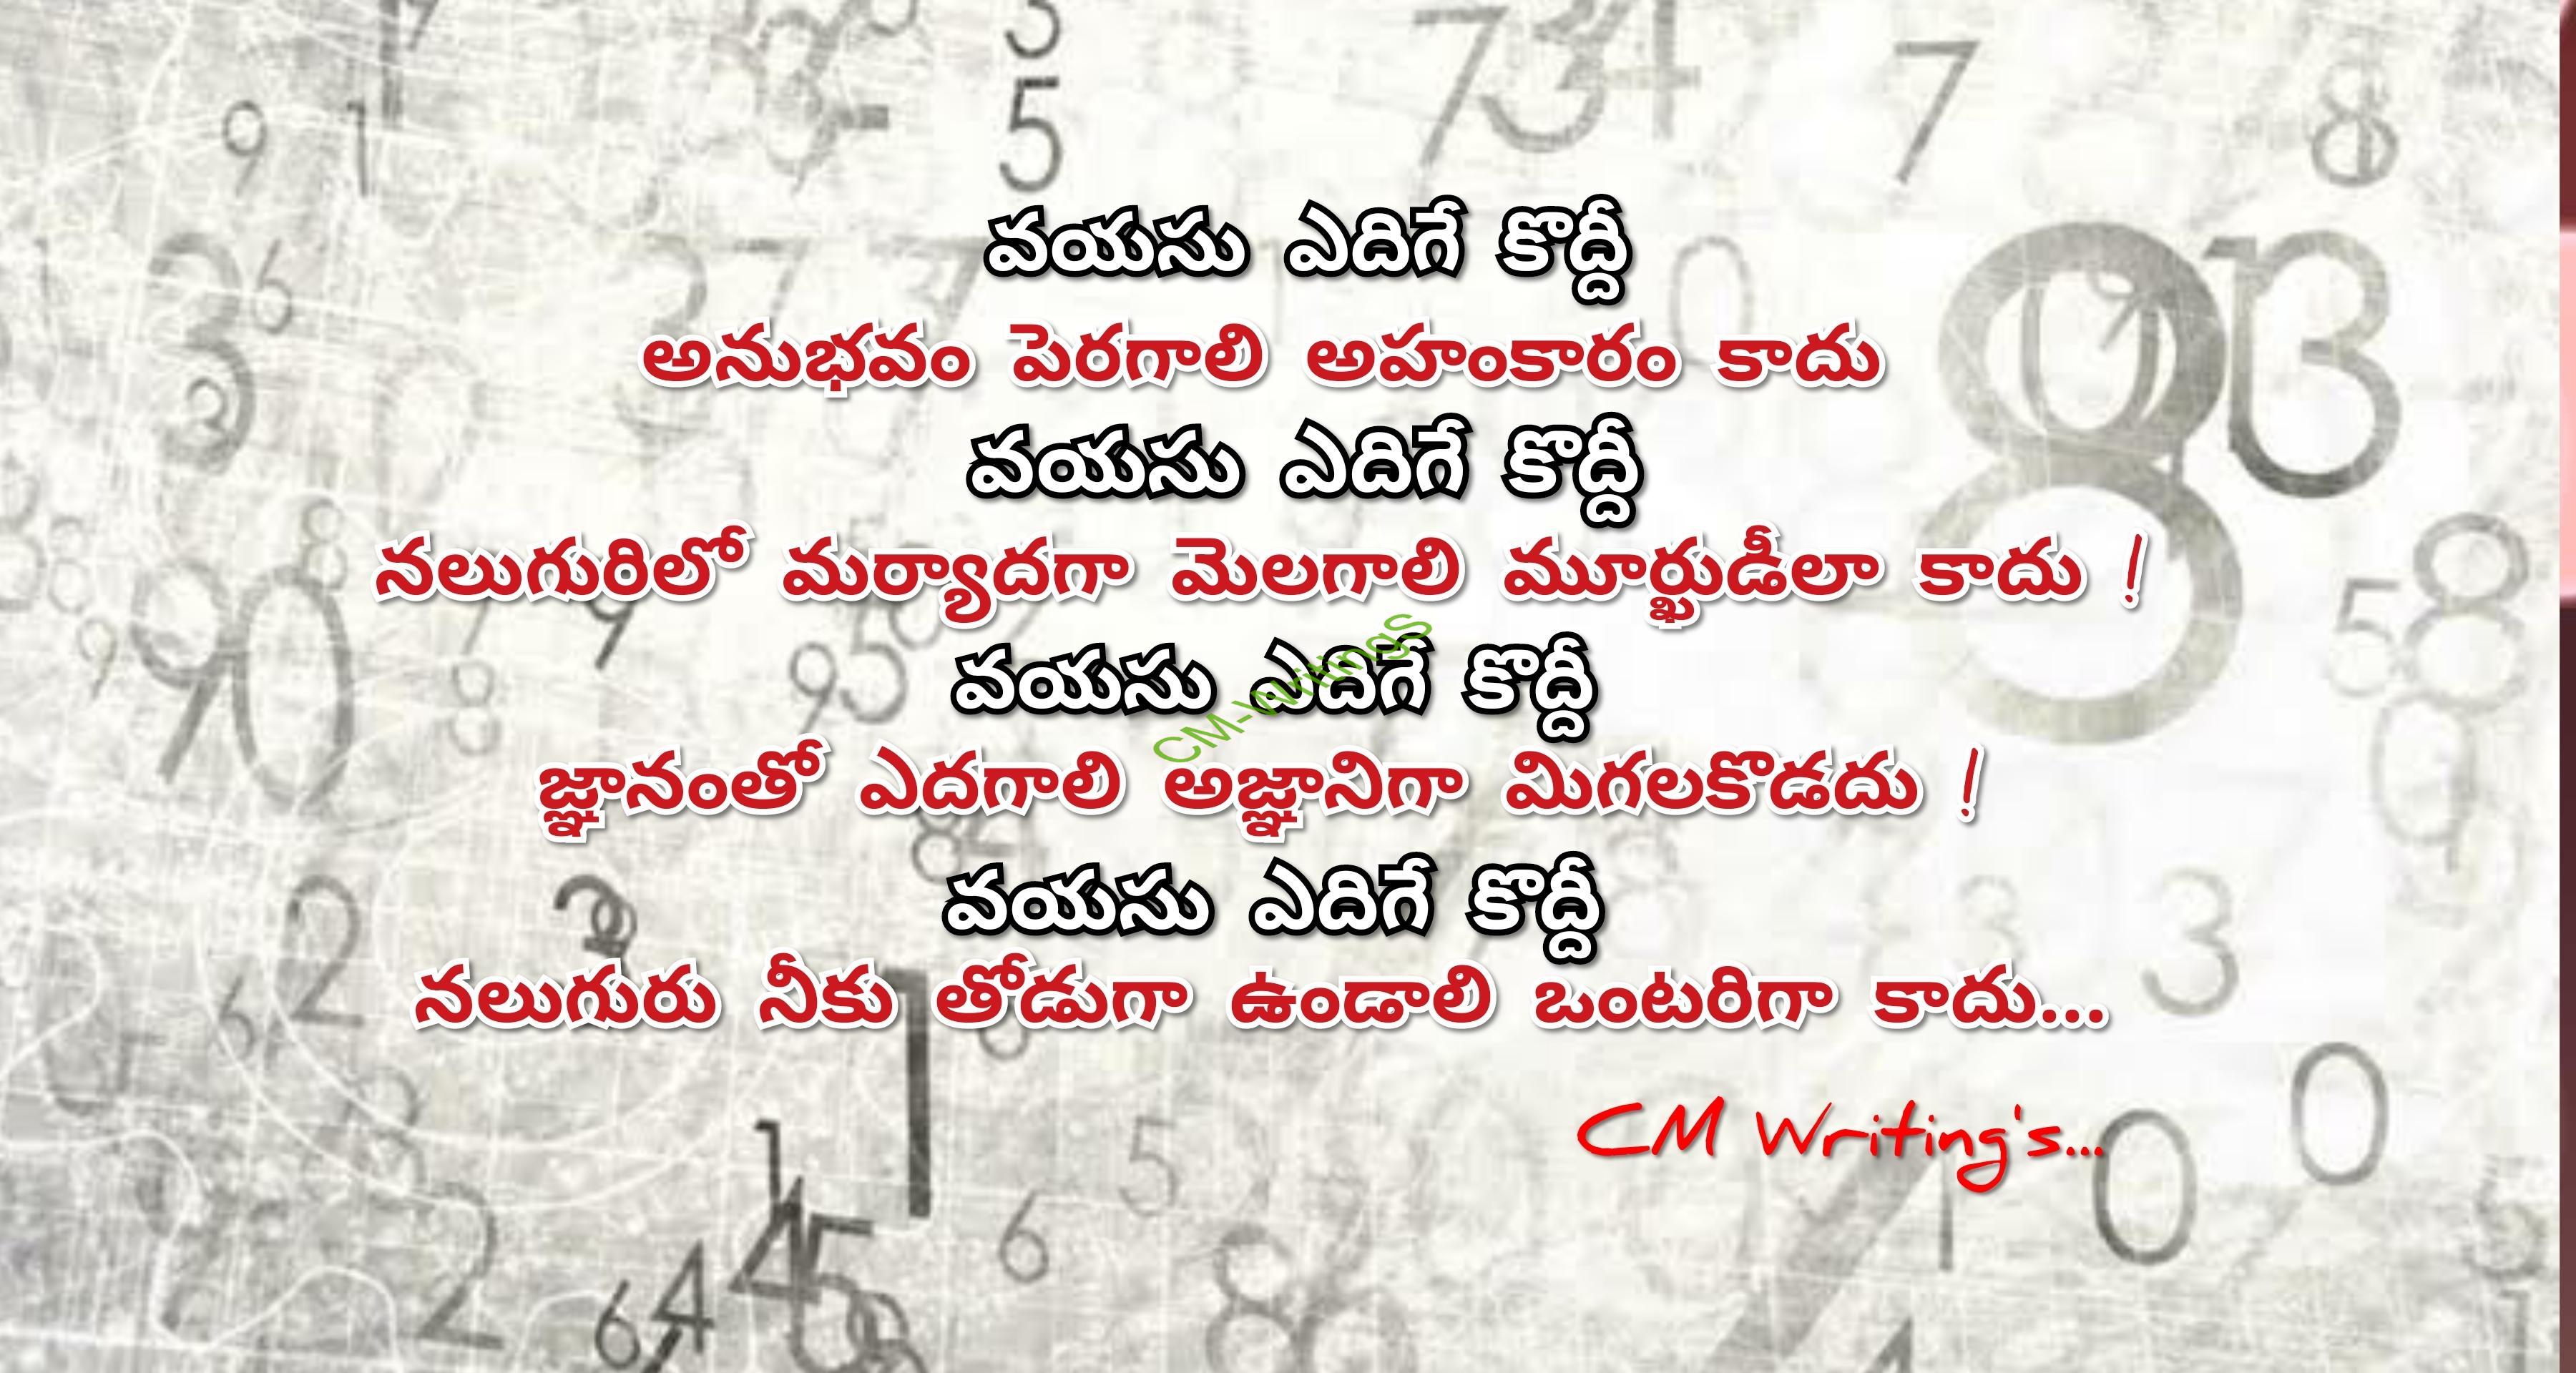 వయసు ఎదిగే కొద్దీ
అనుభవం పెరగాలి అహంకారం కాదు
వయసు ఎదిగే కొద్దీ
నలుగురిలో మర్యాదగా మెలగాలి మూర్ఖుడీలా కాదు !
వయసు ఎదిగే కొద్దీ
CM-WritingS
జ్ఞానంతో ఎదగాలి అజ్ఞానిగా మిగలకొడదు !
వయసు ఎదిగే కొద్దీ
నలుగురు నీకు తోడుగా ఉండాలి ఒంటరిగా కాదు...
CM Writing's...